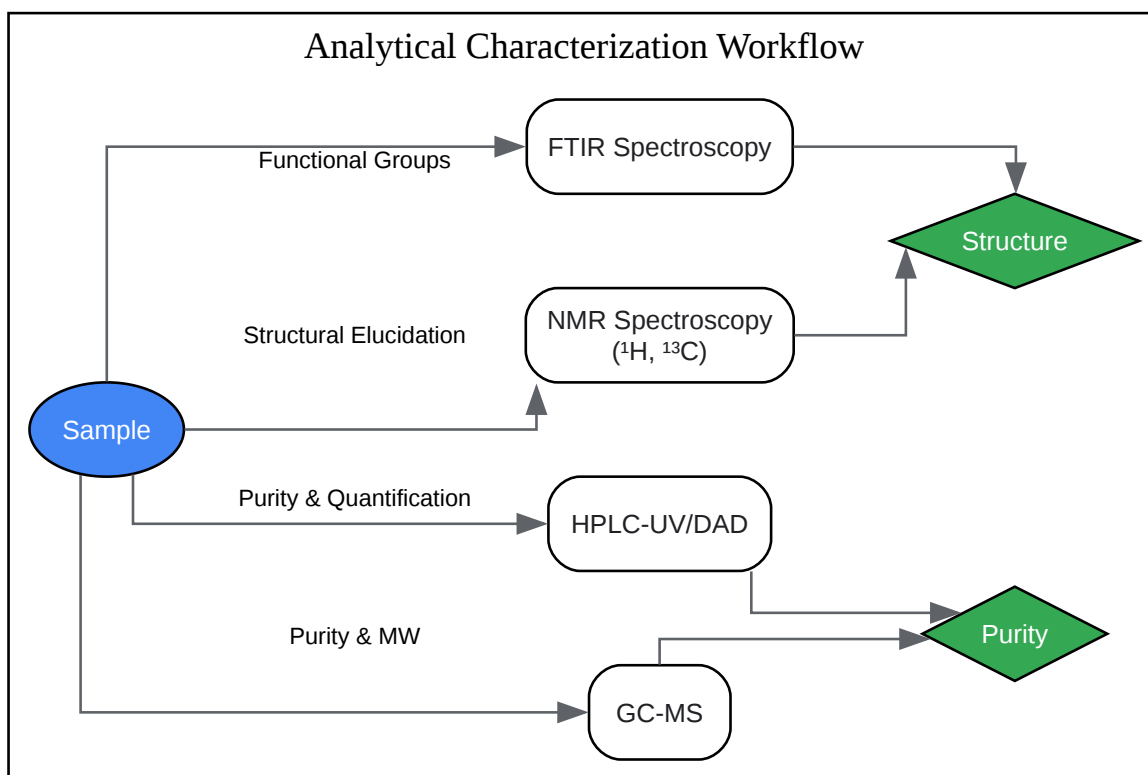 Analytical Characterization Workflow
Functional Groups
FTIR Spectroscopy
Structure
Structural Elucidation
NMR Spectroscopy
(¹H, ¹³C)
Sample
Purity & Quantification
HPLC-UV/DAD
Purity & MW
Purity
GC-MS